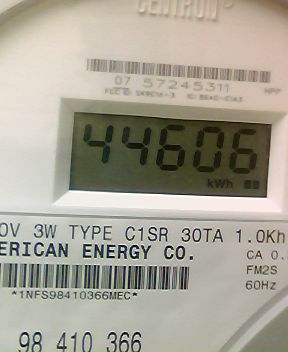 CENTRON
07 57245311
44606
kWh
0V 3W TYPE C1SR 30TA 1.0Kh
ERICAN ENERGY CO.
CA 0.
FM2S
60Hz
*1NFS98410366MEC*
98 410 366